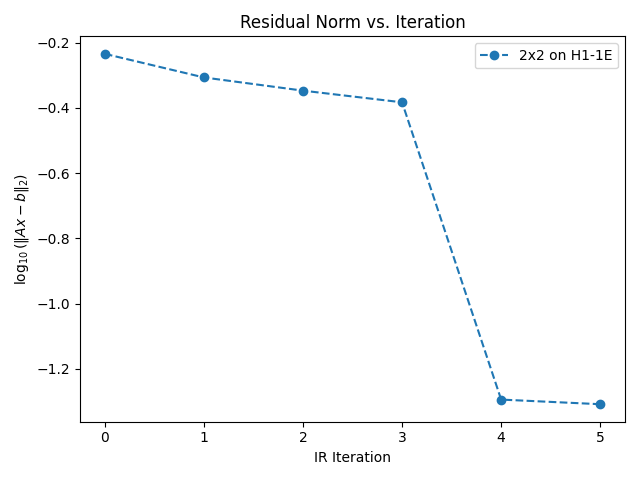 Residual Norm vs. Iteration
2x2 on H1-1E
−0.2
−0.4
−0.6
−0.8
−1.0
−1.2
log₁₀(‖Ax − b‖₂)
0 1 2 3 4 5
IR Iteration